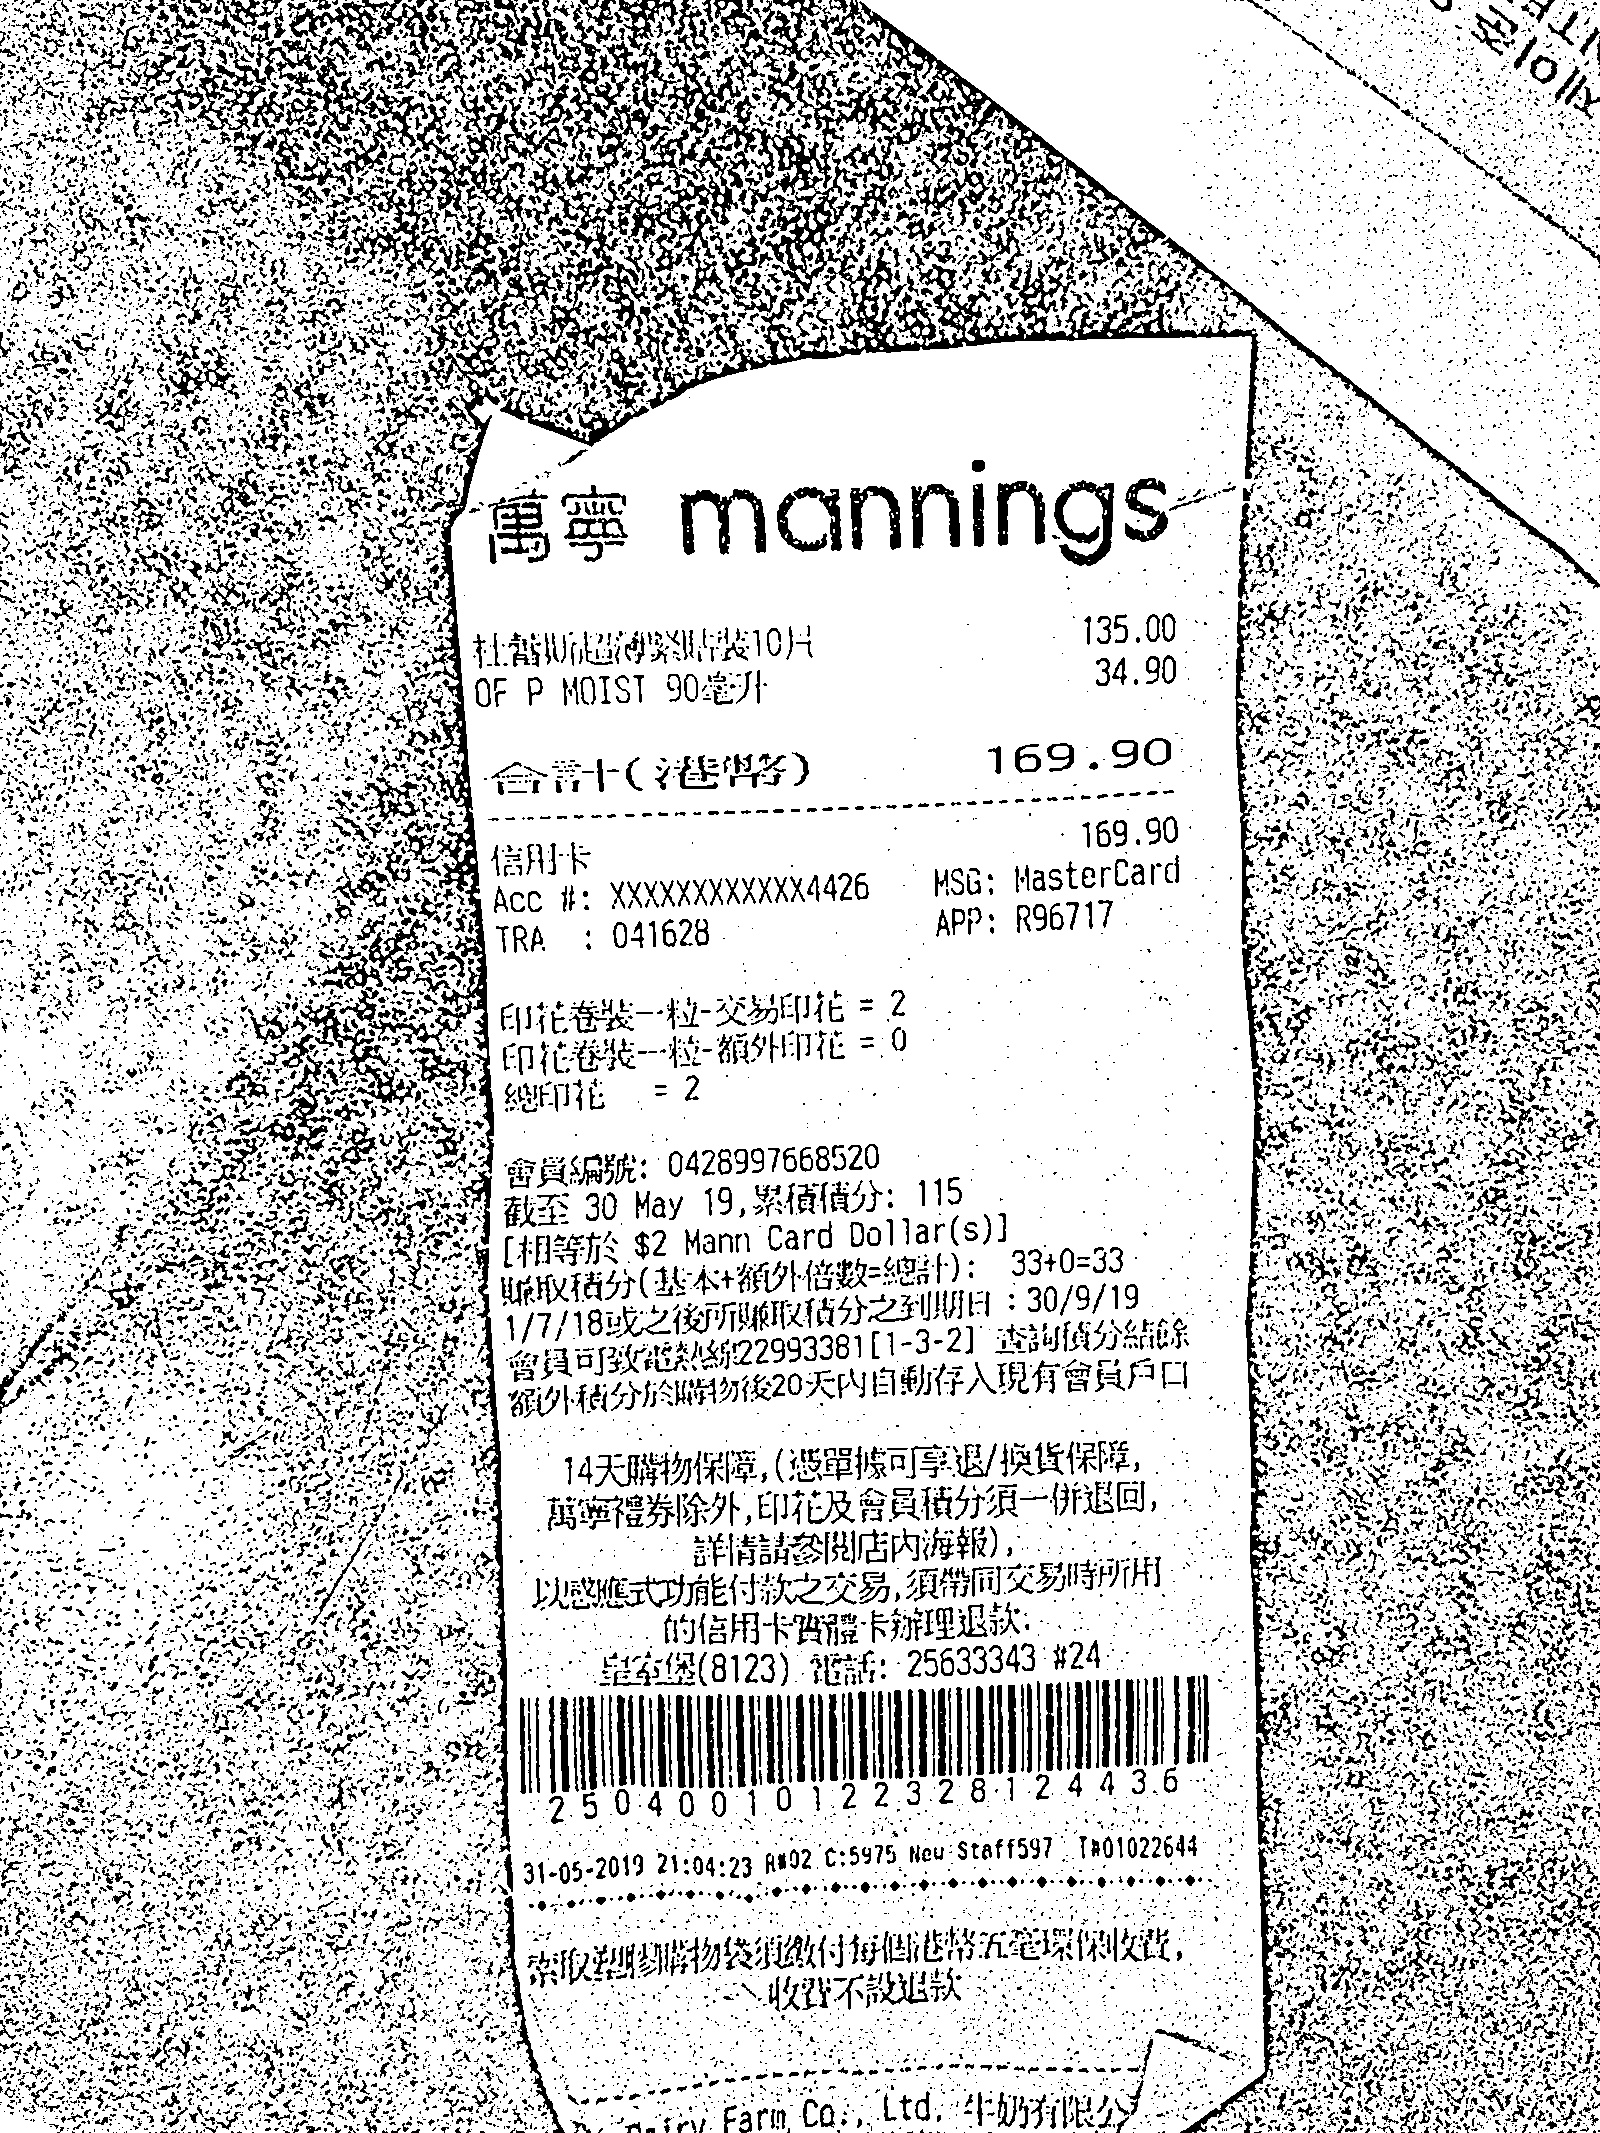 萬寧 mannings
杜蕾斯超薄緊貼裝10片 135.00
OF P MOIST 90毫升 34.90
合計(港幣) 169.90
信用卡 169.90
Acc #: XXXXXXXXXXXX4426 MSG: MasterCard
TRA : 041628 APP: R96717
印花卷裝一粒-交易印花 = 2
印花卷裝一粒-額外印花 = 0
總印花 = 2
會員編號: 0428997668520
截至 30 May 19,累積積分: 115
[相等於 $2 Mann Card Dollar(s)]
賺取積分(基本+額外倍數=總計): 33+0=33
1/7/18或之後所賺取積分之到期日 : 30/9/19
會員可致電熱線22993381[1-3-2] 查詢積分結餘
額外積分於購物後20天內自動存入現有會員戶口
14天購物保障,(憑單據可享退/換貨保障,
萬寧禮券除外,印花及會員積分須一併退回,
詳情請參閱店內海報),
以感應式功能付款之交易,須帶同交易時所用
的信用卡實體卡辦理退款.
皇室堡(8123) 電話: 25633343 #24
2504001012232812443​6
31-05-2019 21:04:23 R#02 C:5975 New Staff597 T#01022644
索取塑膠購物袋須繳付每個港幣五毫環保收費,
收費不設退款
Dairy Farm Co., Ltd. 牛奶有限公